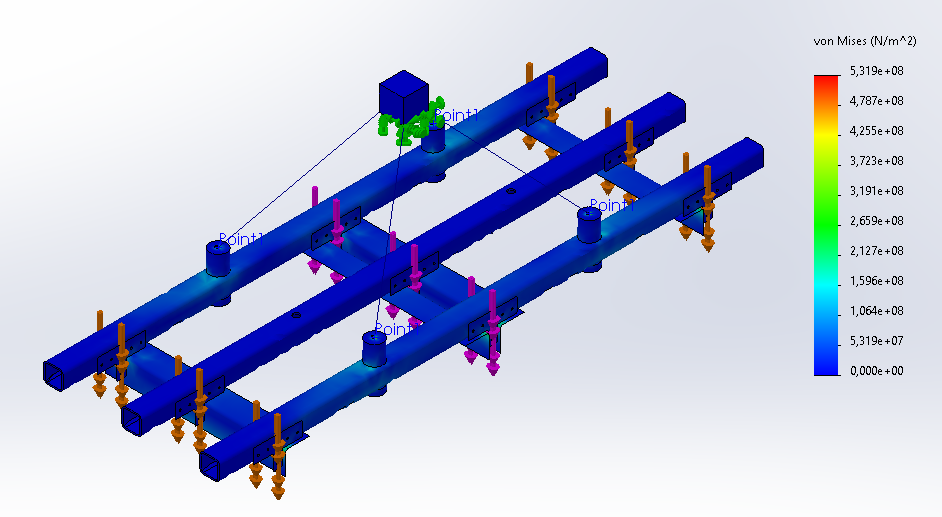 von Mises (N/m^2)
5,319e+08
4,787e+08
4,255e+08
3,723e+08
3,191e+08
2,659e+08
2,127e+08
1,596e+08
1,064e+08
5,319e+07
0,000e+00
Point1
Point1
Point1
Point1